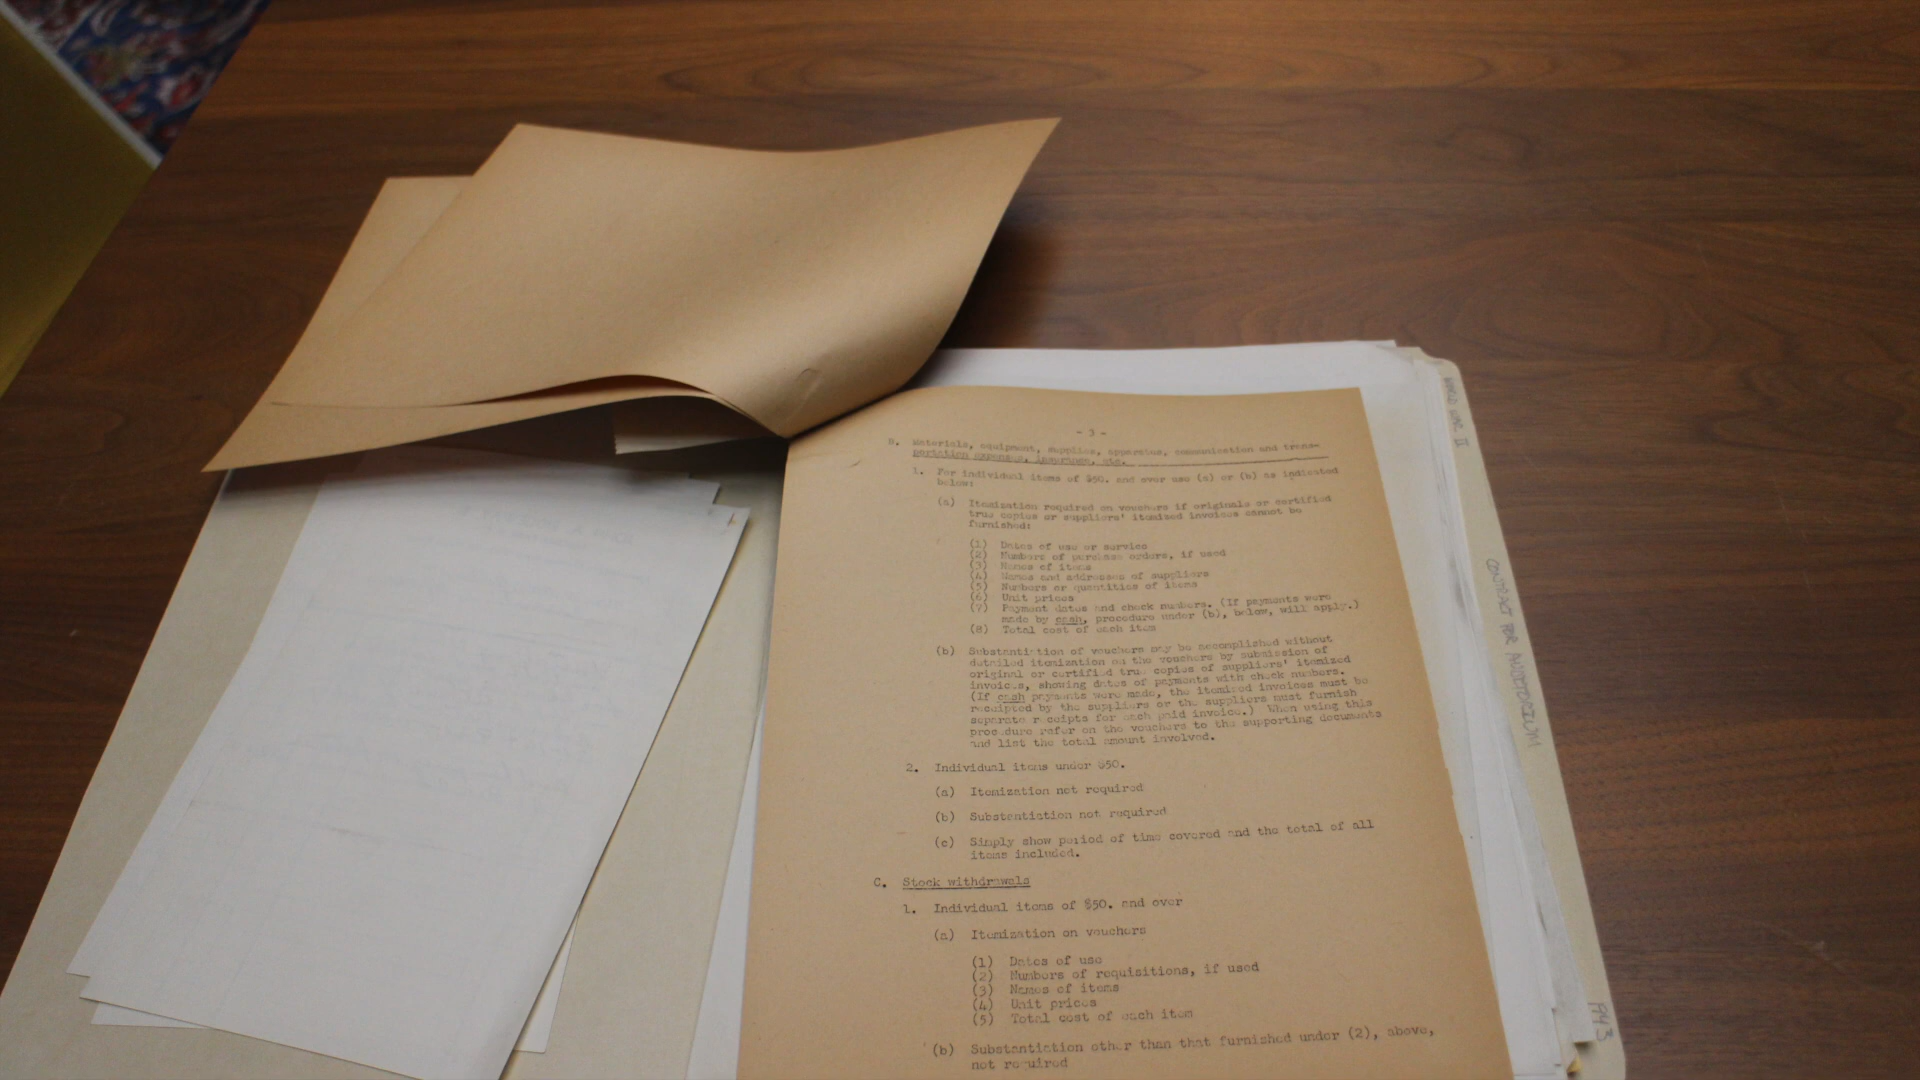 - 3 -
B. Materials, equipment, supplies, apparatus, communication and trans-
portation expenses, insurance, etc.
1. For individual items of $50. and over use (a) or (b) as indicated
below:
(a) Itemization required on vouchers if originals or certified
true copies or suppliers' itemized invoices cannot be
furnished:
(1) Dates of use or service
(2) Numbers of purchase orders, if used
(3) Names of items
(4) Names and addresses of suppliers
(5) Numbers or quantities of items
(6) Unit prices
(7) Payment dates and check numbers. (If payments were
made by cash, procedure under (b), below, will apply.)
(8) Total cost of each item
(b) Substantiation of vouchers may be accomplished without
detailed itemization on the vouchers by submission of
original or certified true copies of suppliers' itemized
invoices, showing dates of payments with check numbers.
(If cash payments were made, the itemized invoices must be
receipted by the suppliers or the suppliers must furnish
separate receipts for each paid invoice.) When using this
procedure refer on the vouchers to the supporting documents
and list the total amount involved.
2. Individual items under $50.
(a) Itemization not required
(b) Substantiation not required
(c) Simply show period of time covered and the total of all
items included.
C. Stock withdrawals
1. Individual items of $50. and over
(a) Itemization on vouchers
(1) Dates of use
(2) Numbers of requisitions, if used
(3) Names of items
(4) Unit prices
(5) Total cost of each item
(b) Substantiation other than that furnished under (2), above,
not required
WORLD WAR II
CONTRACT FOR AUDITORIUM
1943